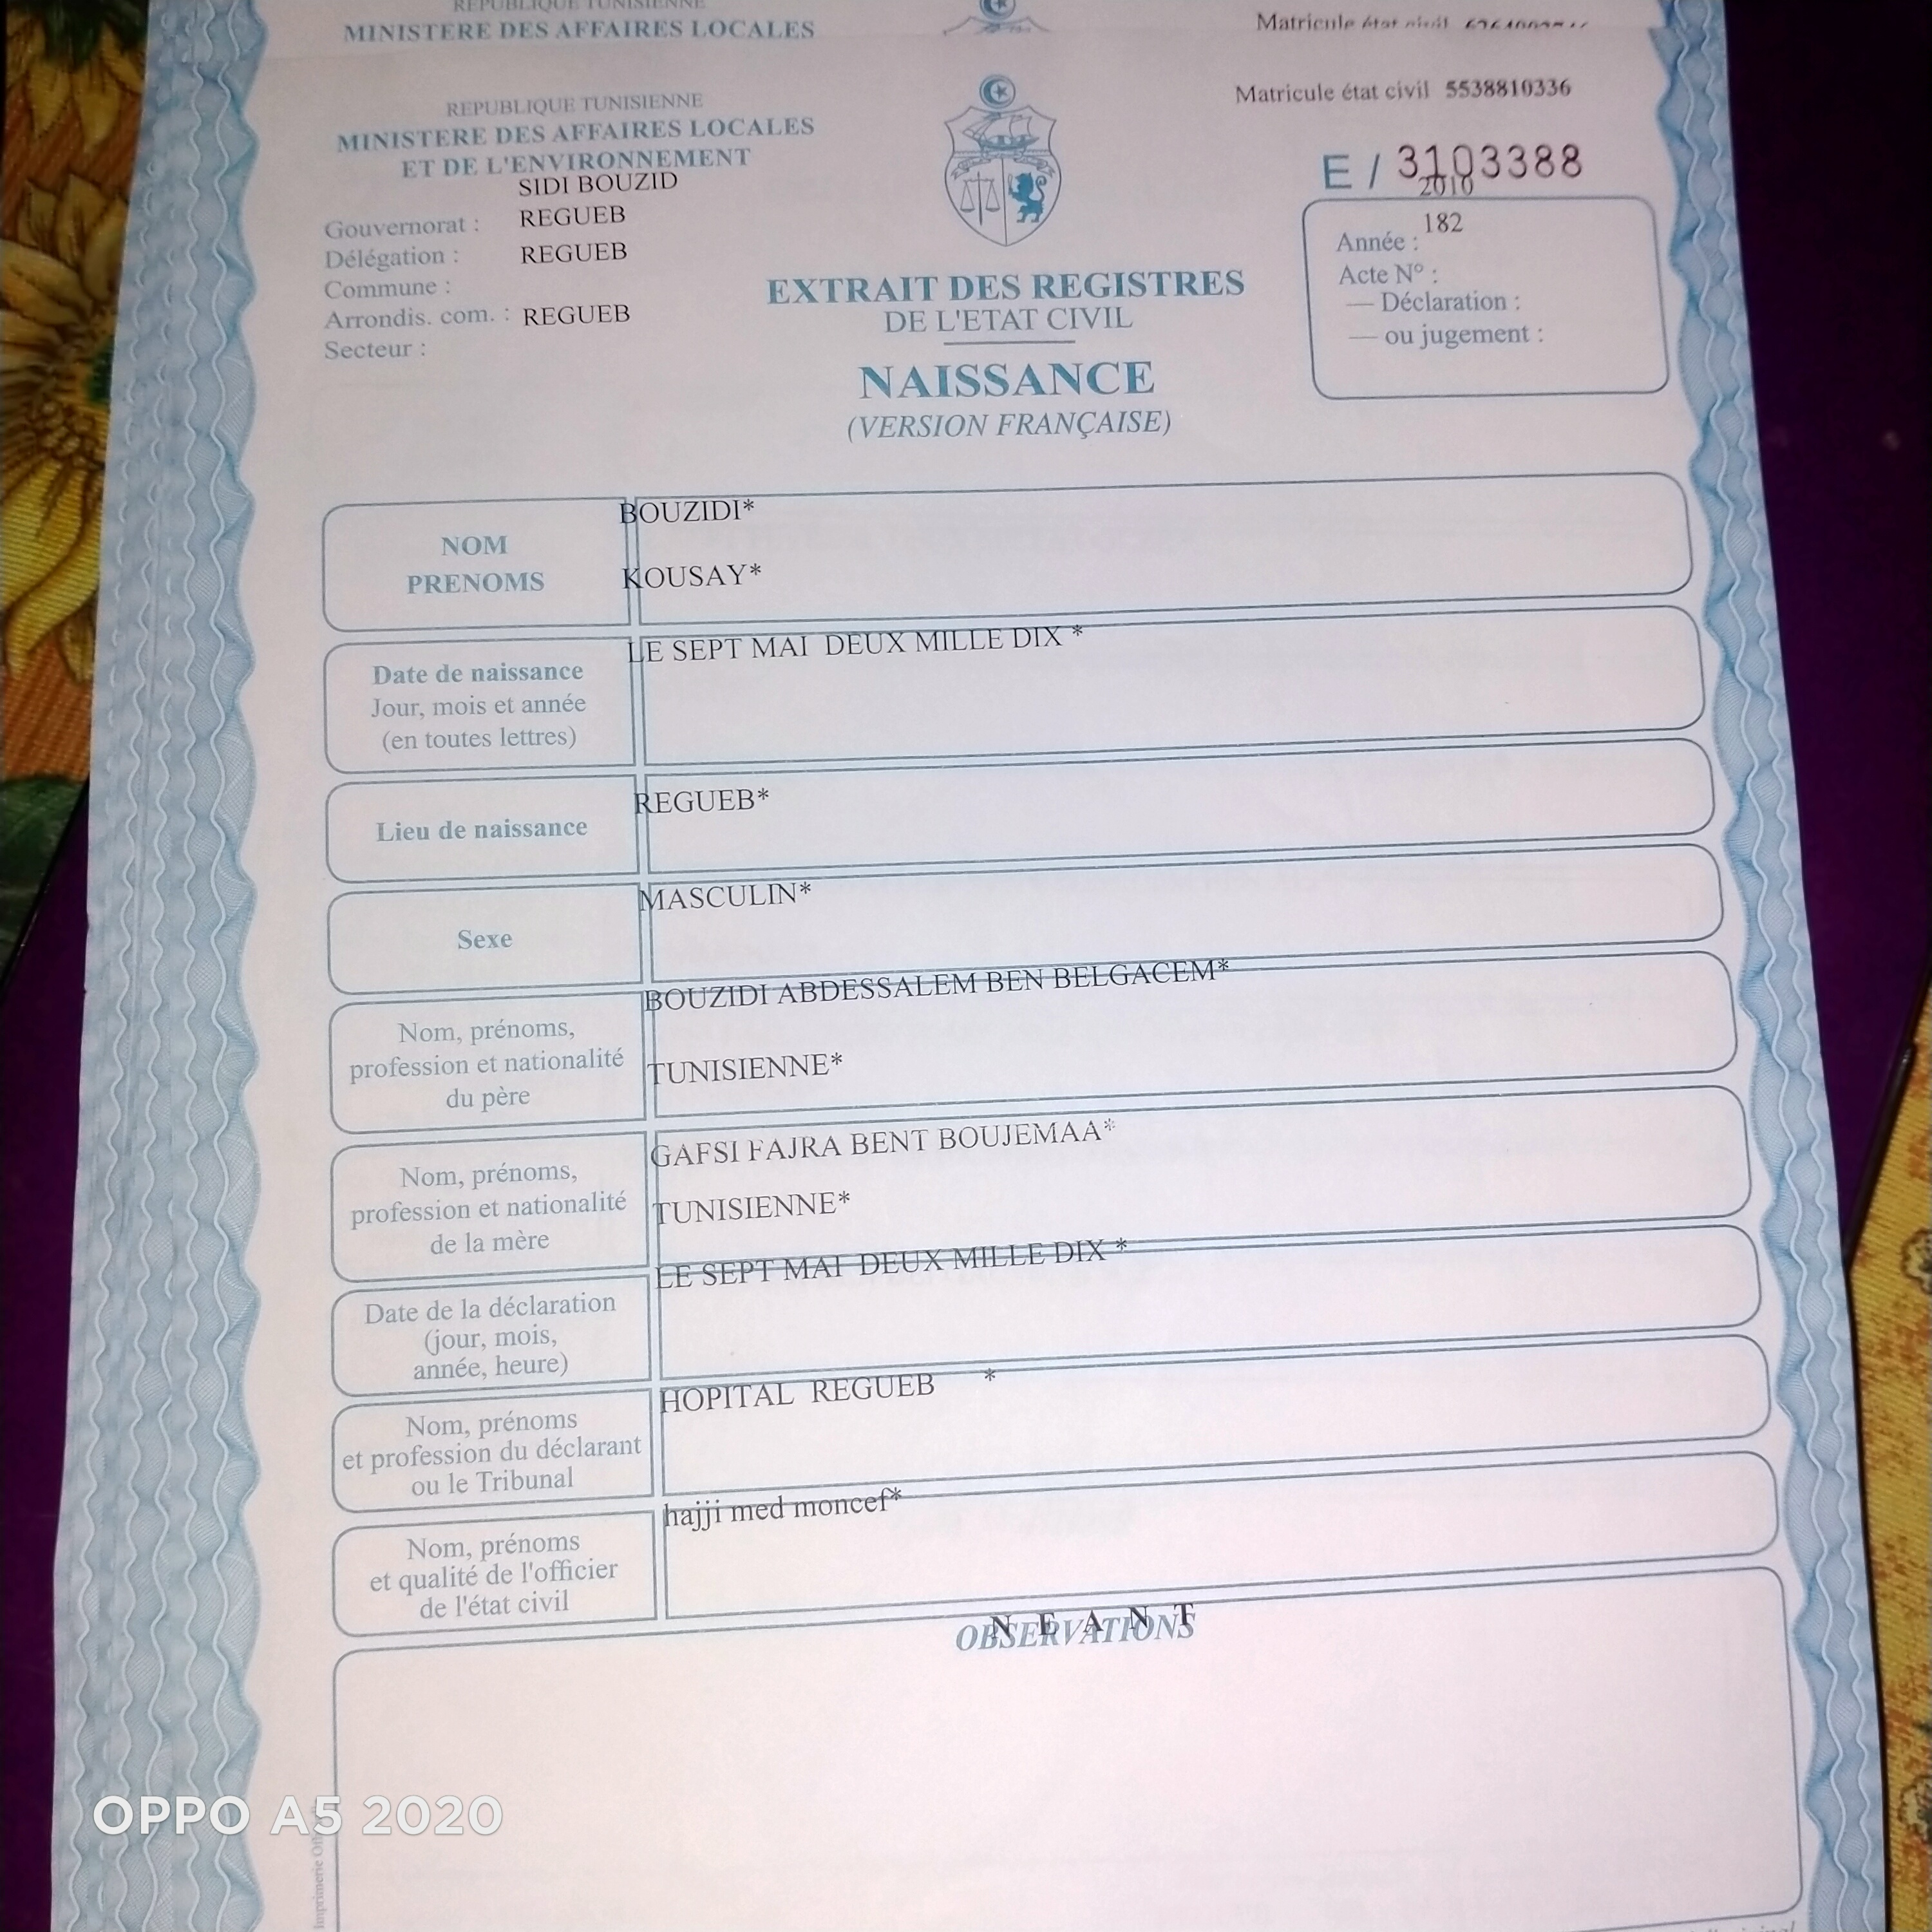 REPUBLIQUE TUNISIENNE
MINISTERE DES AFFAIRES LOCALES
Matricule état civil
REPUBLIQUE TUNISIENNE
MINISTERE DES AFFAIRES LOCALES
ET DE L'ENVIRONNEMENT
SIDI BOUZID
Gouvernorat : REGUEB
Délégation : REGUEB
Commune :
Arrondis. com. : REGUEB
Secteur :
Matricule état civil 5538810336
E / 3103388
2010
182
Année :
Acte N° :
— Déclaration :
— ou jugement :
EXTRAIT DES REGISTRES
DE L'ETAT CIVIL
NAISSANCE
(VERSION FRANÇAISE)
NOM
PRENOMS
BOUZIDI*
KOUSAY*
Date de naissance
Jour, mois et année
(en toutes lettres)
LE SEPT MAI DEUX MILLE DIX *
Lieu de naissance
REGUEB*
Sexe
MASCULIN*
Nom, prénoms,
profession et nationalité
du père
BOUZIDI ABDESSALEM BEN BELGACEM*
TUNISIENNE*
Nom, prénoms,
profession et nationalité
de la mère
GAFSI FAJRA BENT BOUJEMAA*
TUNISIENNE*
Date de la déclaration
(jour, mois,
année, heure)
LE SEPT MAI DEUX MILLE DIX *
Nom, prénoms
et profession du déclarant
ou le Tribunal
HOPITAL REGUEB *
Nom, prénoms
et qualité de l'officier
de l'état civil
hajji med moncef*
N E A N T
OBSERVATIONS
OPPO A5 2020
Imprimerie